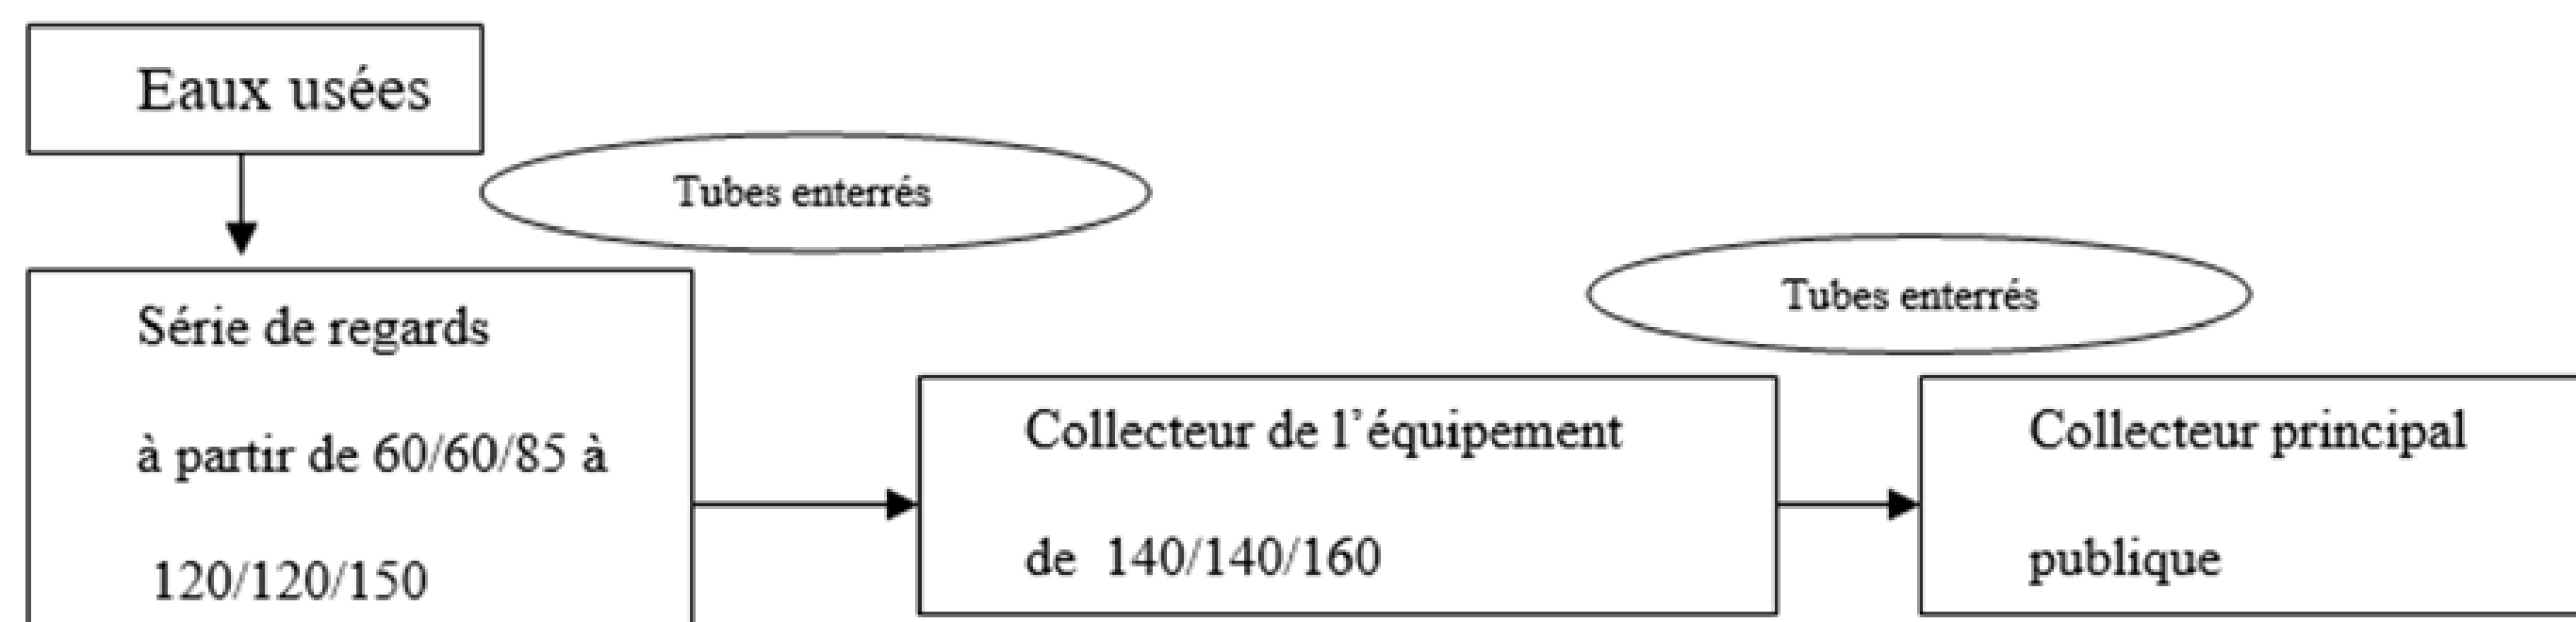 Eaux usées
Tubes enterrés
Tubes enterrés
Série de regards
à partir de 60/60/85 à
120/120/150
Collecteur de l’équipement
de 140/140/160
Collecteur principal
publique